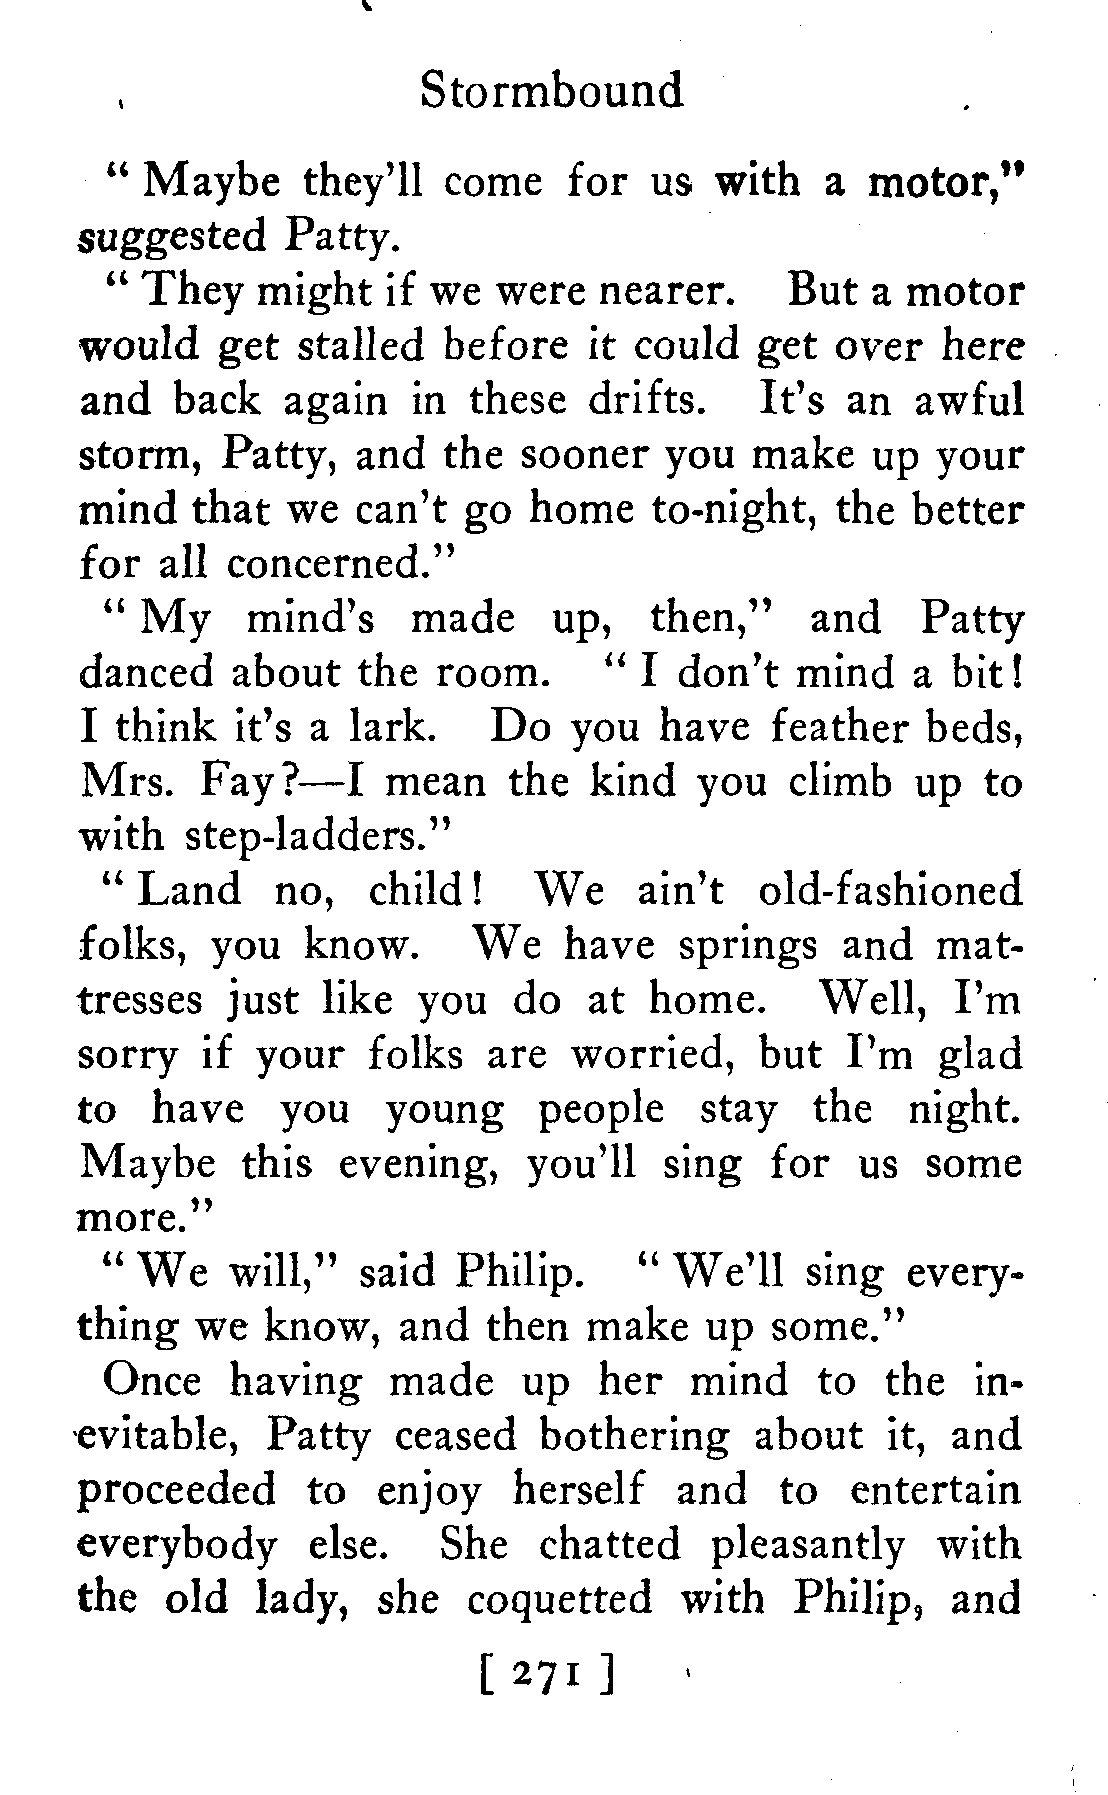 Stormbound
" Maybe they'll come for us with a motor,"
suggested Patty.
" They might if we were nearer. But a motor
would get stalled before it could get over here
and back again in these drifts. It's an awful
storm, Patty, and the sooner you make up your
mind that we can't go home to-night, the better
for all concerned."
" My mind's made up, then," and Patty
danced about the room. " I don't mind a bit!
I think it's a lark. Do you have feather beds,
Mrs. Fay?—I mean the kind you climb up to
with step-ladders."
" Land no, child! We ain't old-fashioned
folks, you know. We have springs and mat-
tresses just like you do at home. Well, I'm
sorry if your folks are worried, but I'm glad
to have you young people stay the night.
Maybe this evening, you'll sing for us some
more."
" We will," said Philip. " We'll sing every-
thing we know, and then make up some."
Once having made up her mind to the in-
evitable, Patty ceased bothering about it, and
proceeded to enjoy herself and to entertain
everybody else. She chatted pleasantly with
the old lady, she coquetted with Philip, and
[ 271 ]